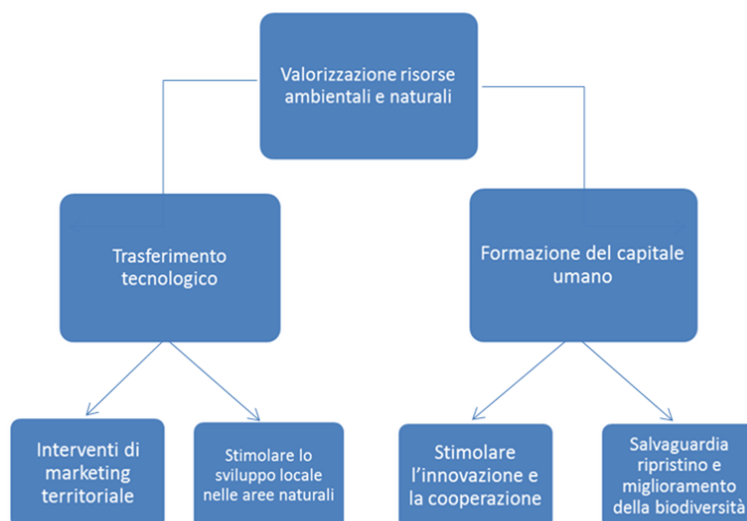 Valorizzazione risorse
ambientali e naturali
Trasferimento
tecnologico
Formazione del capitale
umano
Interventi di
marketing
territoriale
Stimolare lo
sviluppo locale
nelle aree naturali
Stimolare
l'innovazione e
la cooperazione
Salvaguardia
ripristino e
miglioramento
della biodiversità